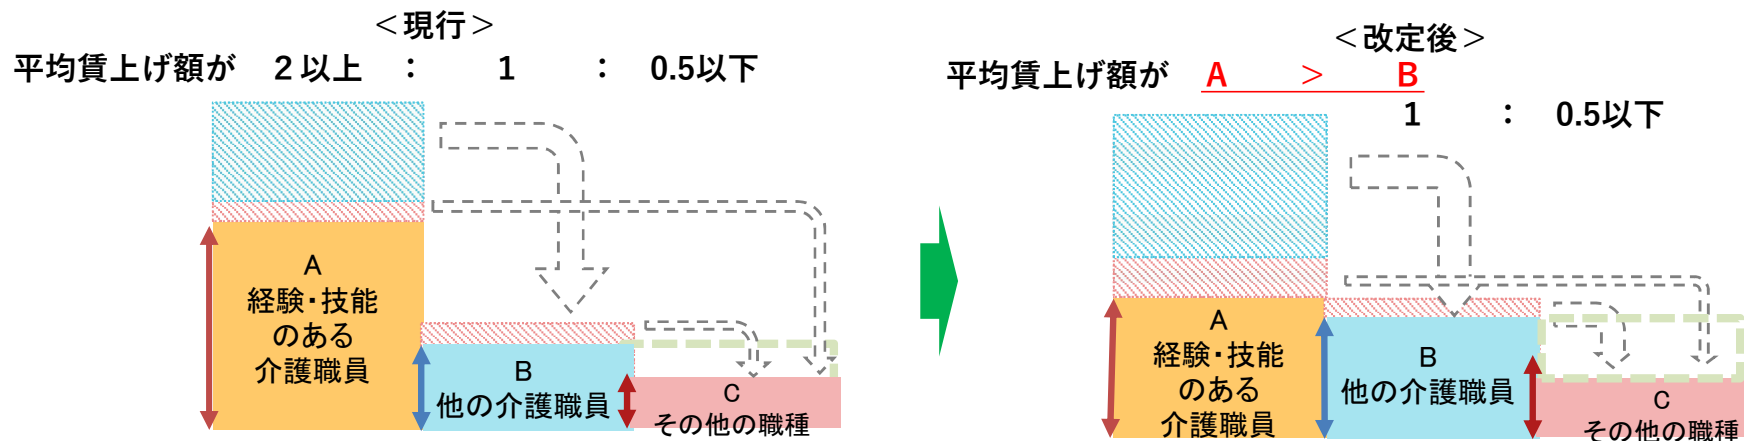 ＜現行＞
平均賃上げ額が　２以上　：　1　：　0.5以下
A
経験・技能
のある
介護職員
B
他の介護職員
C
その他の職種
＜改定後＞
平均賃上げ額が　A　＞　B
1　：　0.5以下
A
経験・技能
のある
介護職員
B
他の介護職員
C
その他の職種